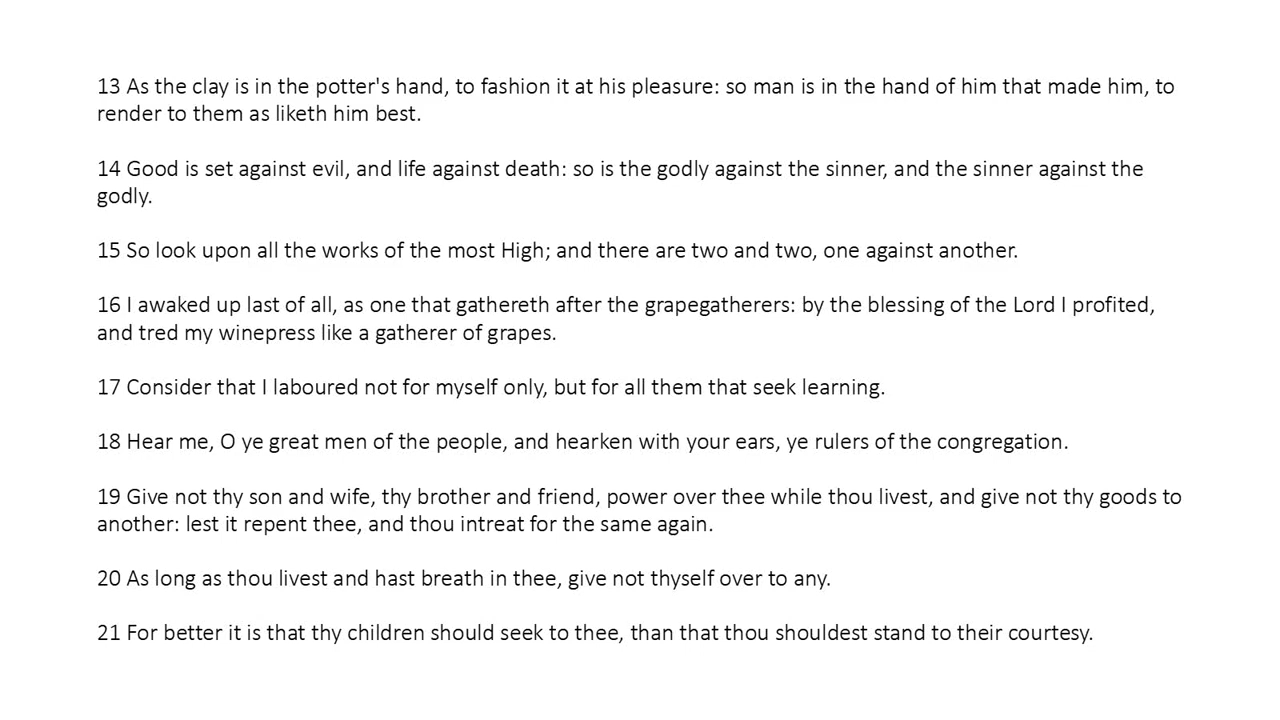 13 As the clay is in the potter's hand, to fashion it at his pleasure: so man is in the hand of him that made him, to
render to them as liketh him best.
14 Good is set against evil, and life against death: so is the godly against the sinner, and the sinner against the
godly.
15 So look upon all the works of the most High; and there are two and two, one against another.
16 I awaked up last of all, as one that gathereth after the grapegatherers: by the blessing of the Lord I profited,
and tred my winepress like a gatherer of grapes.
17 Consider that I laboured not for myself only, but for all them that seek learning.
18 Hear me, O ye great men of the people, and hearken with your ears, ye rulers of the congregation.
19 Give not thy son and wife, thy brother and friend, power over thee while thou livest, and give not thy goods to
another: lest it repent thee, and thou intreat for the same again.
20 As long as thou livest and hast breath in thee, give not thyself over to any.
21 For better it is that thy children should seek to thee, than that thou shouldest stand to their courtesy.